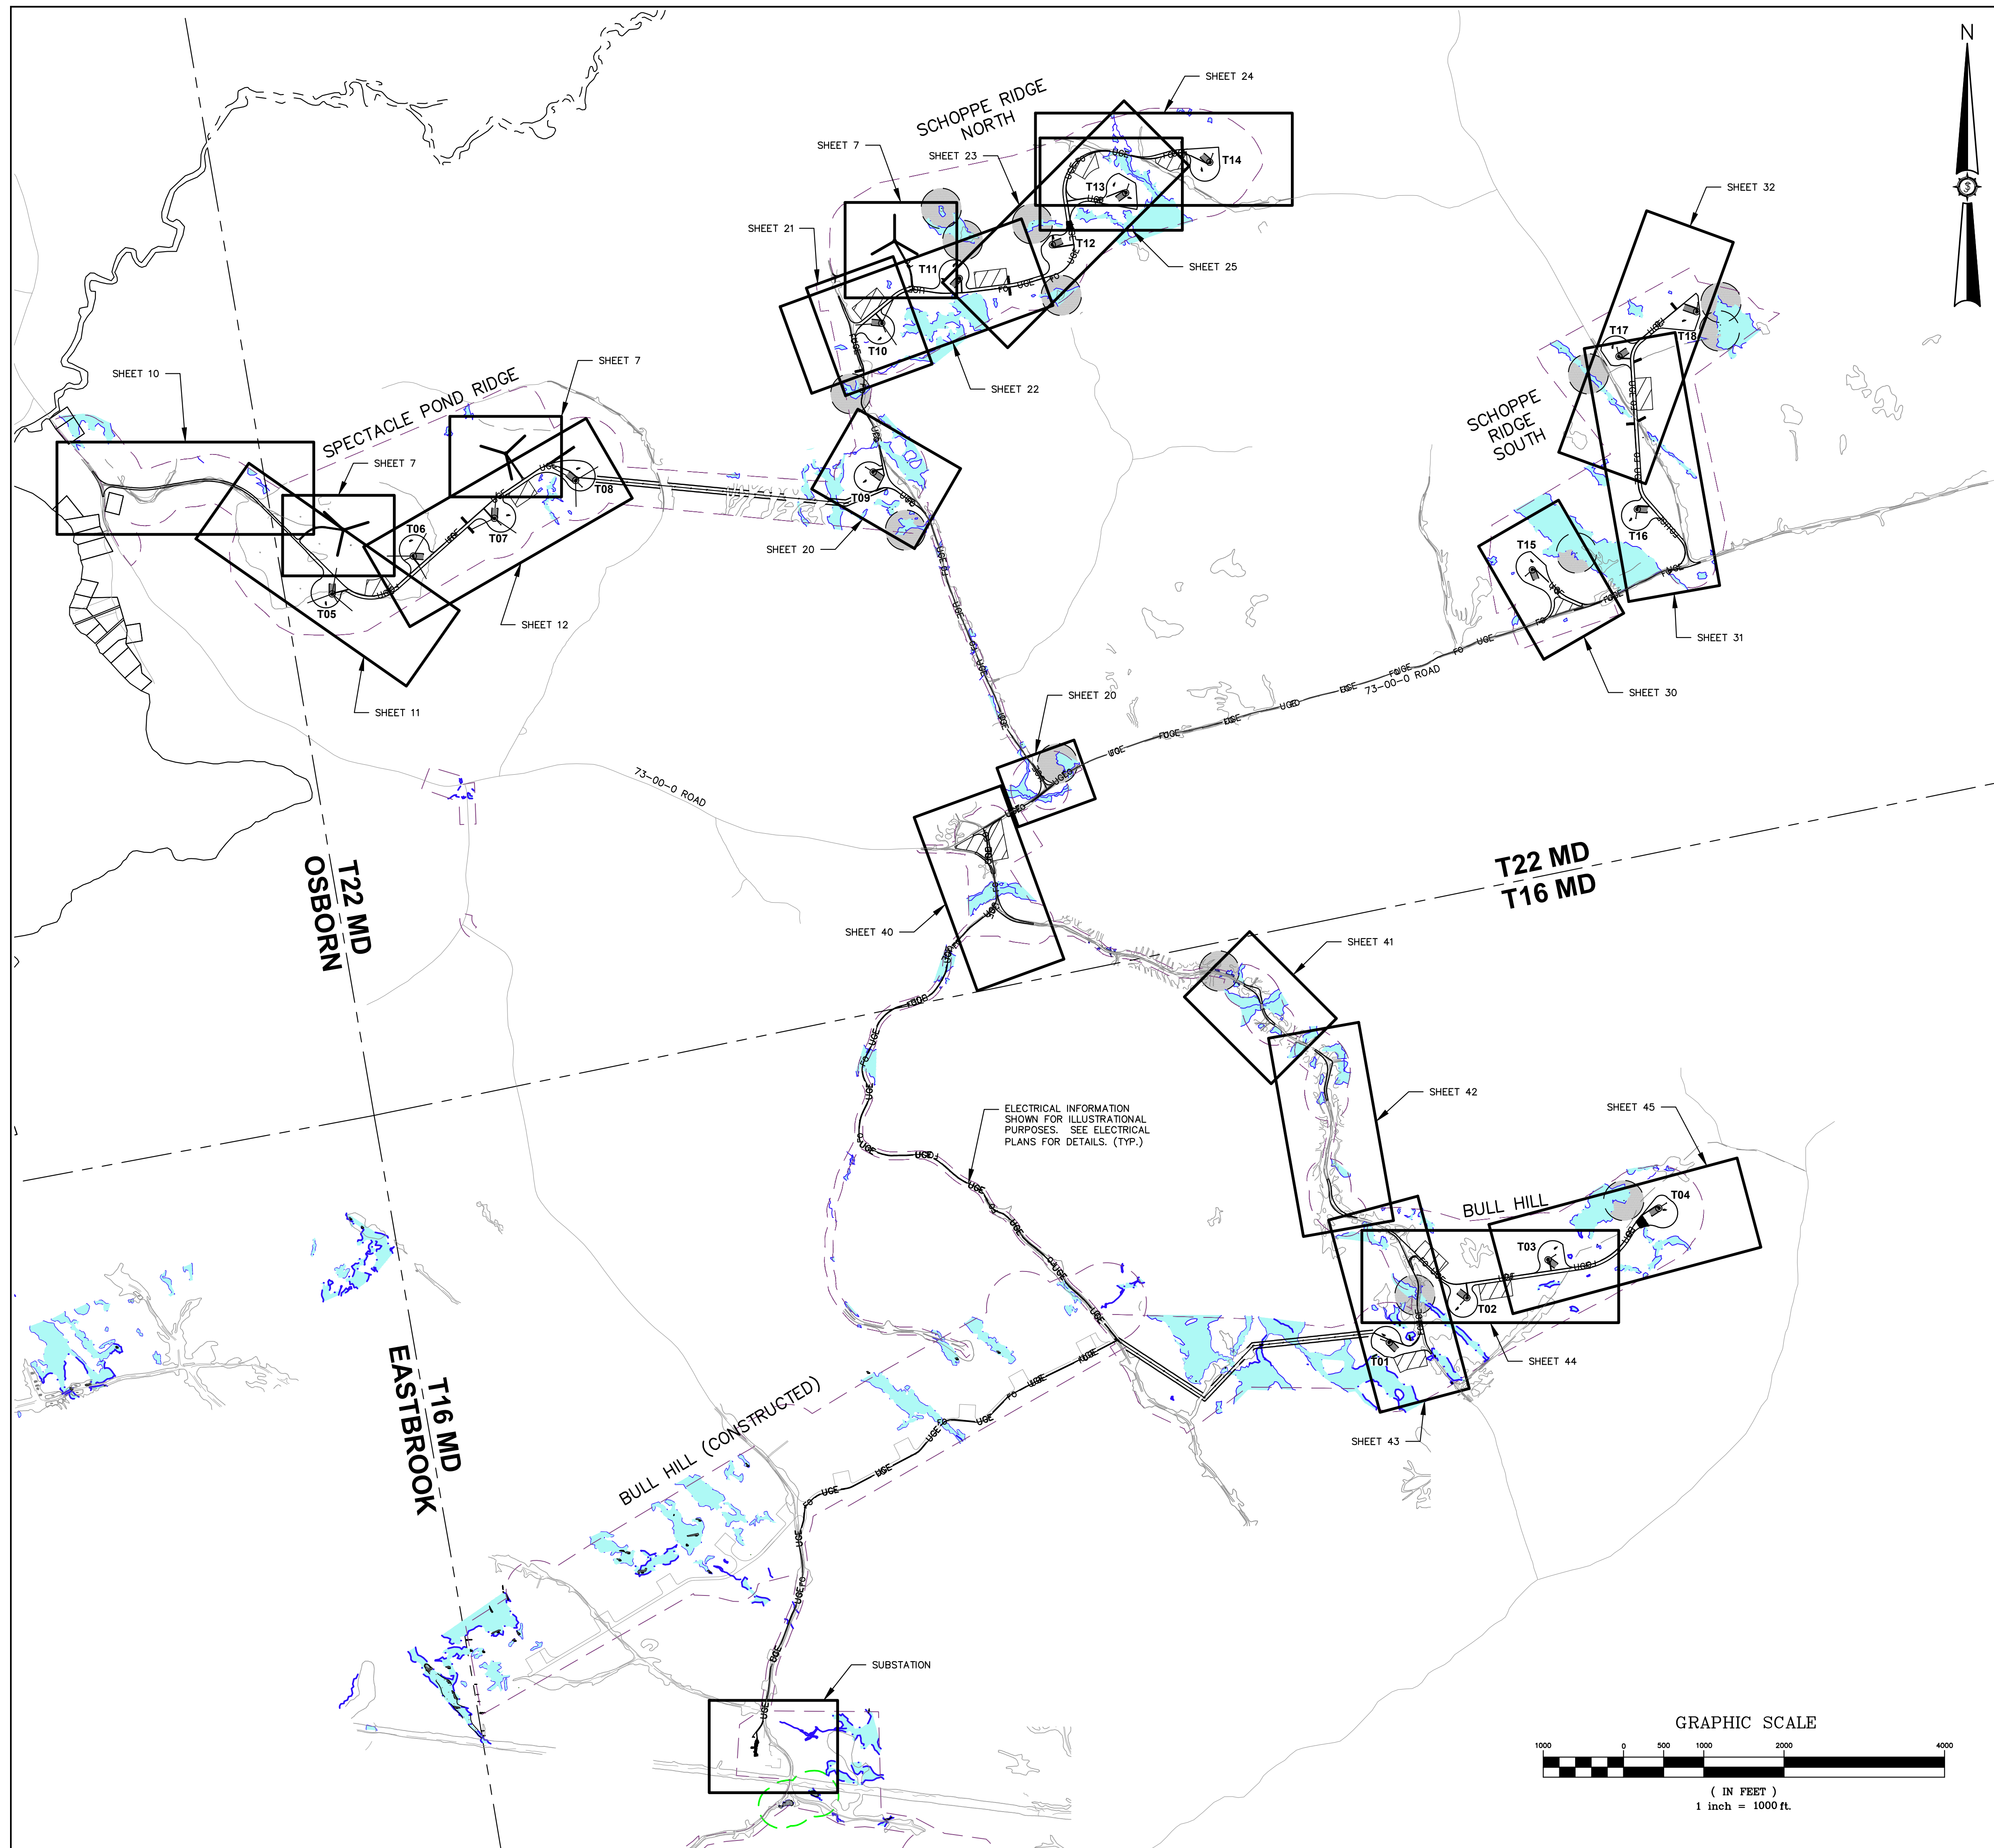 N
SHEET 24
SCHOPPE RIDGE
NORTH
SHEET 7
SHEET 23
T14
T13
SHEET 32
SHEET 21
T12
T11
SHEET 25
T10
T17
T18
SHEET 7
SHEET 10
SPECTACLE POND RIDGE
SHEET 22
SCHOPPE
RIDGE
SOUTH
SHEET 7
T08
T09
T06
T07
T16
SHEET 20
T15
T05
SHEET 12
SHEET 31
SHEET 11
SHEET 30
73-00-0 ROAD
SHEET 20
73-00-0 ROAD
T22 MD
OSBORN
T22 MD
T16 MD
SHEET 40
SHEET 41
ELECTRICAL INFORMATION
SHOWN FOR ILLUSTRATIONAL
PURPOSES. SEE ELECTRICAL
PLANS FOR DETAILS. (TYP.)
SHEET 42
SHEET 45
BULL HILL
T04
T03
T02
T01
SHEET 44
SHEET 43
T16 MD
EASTBROOK
BULL HILL (CONSTRUCTED)
UGE
FO
UGE
FO
UGE
UGE
SUBSTATION
GRAPHIC SCALE
1000 0 500 1000 2000 4000
( IN FEET )
1 inch = 1000 ft.